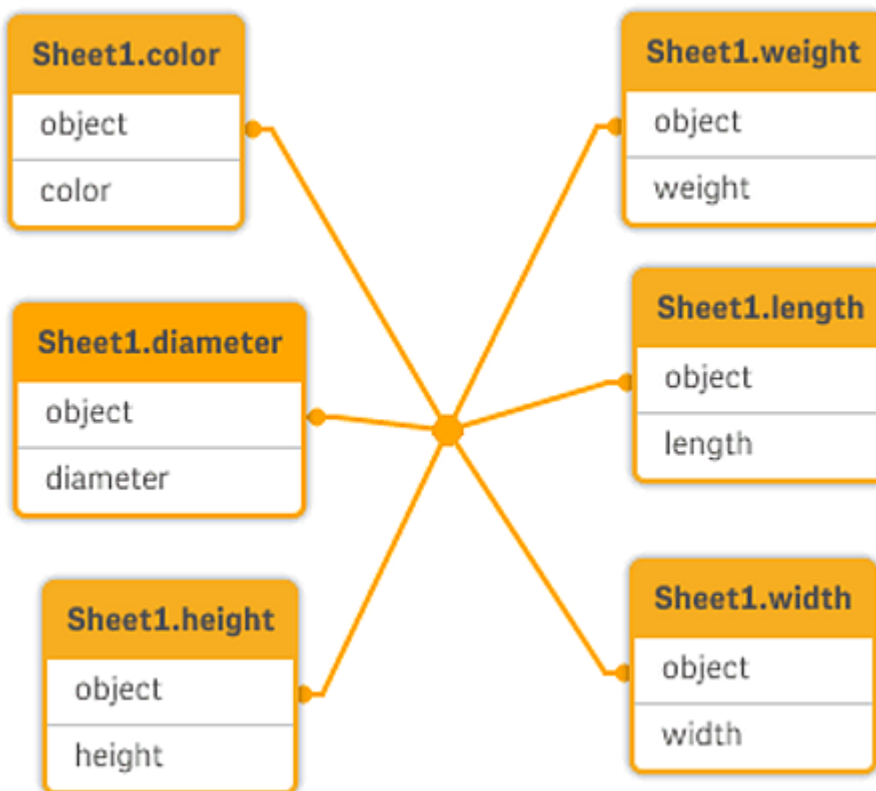 Sheet1.color
object
color
Sheet1.weight
object
weight
Sheet1.diameter
object
diameter
Sheet1.length
object
length
Sheet1.height
object
height
Sheet1.width
object
width